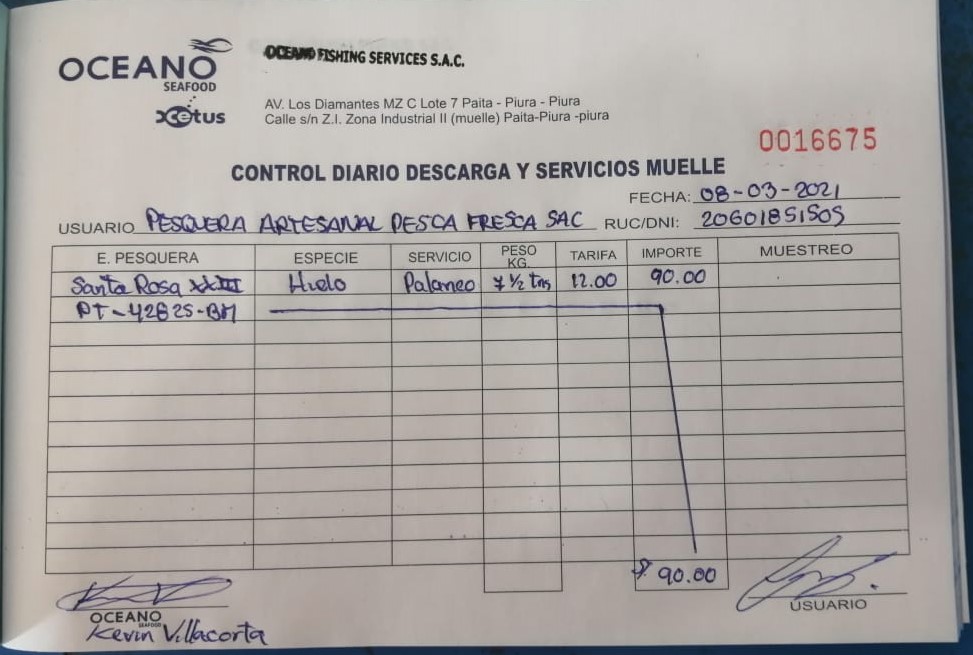 OCEANO
SEAFOOD
xcetus
OCEANO FISHING SERVICES S.A.C.
AV. Los Diamantes MZ C Lote 7 Paita - Piura - Piura
Calle s/n Z.I. Zona Industrial II (muelle) Paita-Piura -piura
0016675
CONTROL DIARIO DESCARGA Y SERVICIOS MUELLE
FECHA: 08-03-2021
USUARIO PESQUERA ARTESANAL PESCA FRESCA SAC RUC/DNI: 20601851505
E. PESQUERA ESPECIE SERVICIO PESO KG. TARIFA IMPORTE MUESTREO
Santa Rosa XXIII Hielo Palaneo 7 1/2 tns 12.00 90.00
PT-42825-BM
$ 90.00
OCEANO
SEAFOOD
USUARIO
Kevin Villacorta